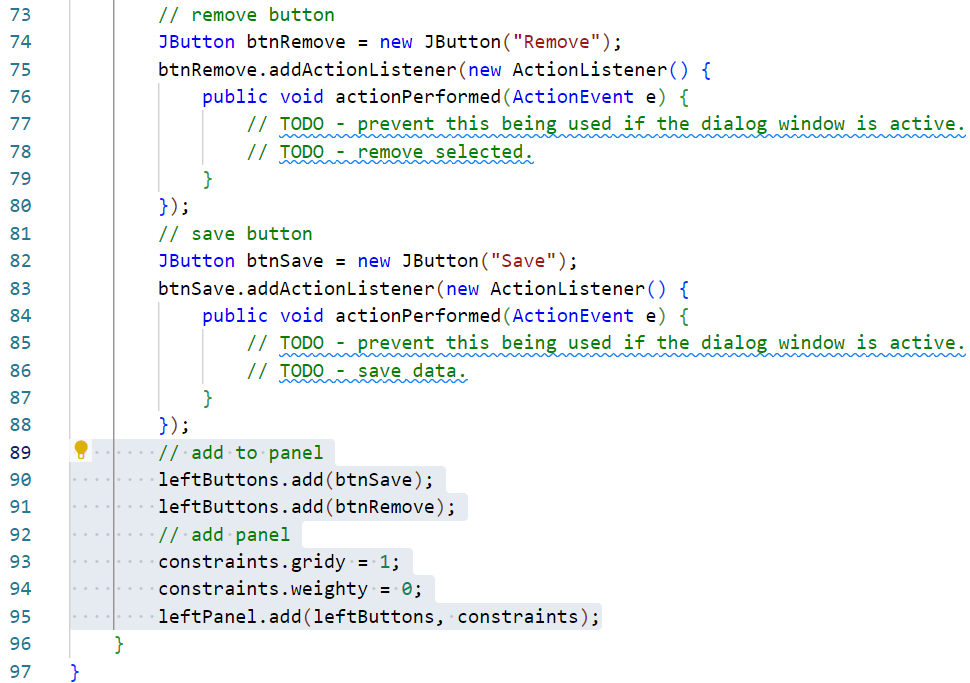 73 // remove button
74 JButton btnRemove = new JButton("Remove");
75 btnRemove.addActionListener(new ActionListener() {
76 public void actionPerformed(ActionEvent e) {
77 // TODO - prevent this being used if the dialog window is active.
78 // TODO - remove selected.
79 }
80 });
81 // save button
82 JButton btnSave = new JButton("Save");
83 btnSave.addActionListener(new ActionListener() {
84 public void actionPerformed(ActionEvent e) {
85 // TODO - prevent this being used if the dialog window is active.
86 // TODO - save data.
87 }
88 });
89 // add to panel
90 leftButtons.add(btnSave);
91 leftButtons.add(btnRemove);
92 // add panel
93 constraints.gridy = 1;
94 constraints.weighty = 0;
95 leftPanel.add(leftButtons, constraints);
96 }
97 }